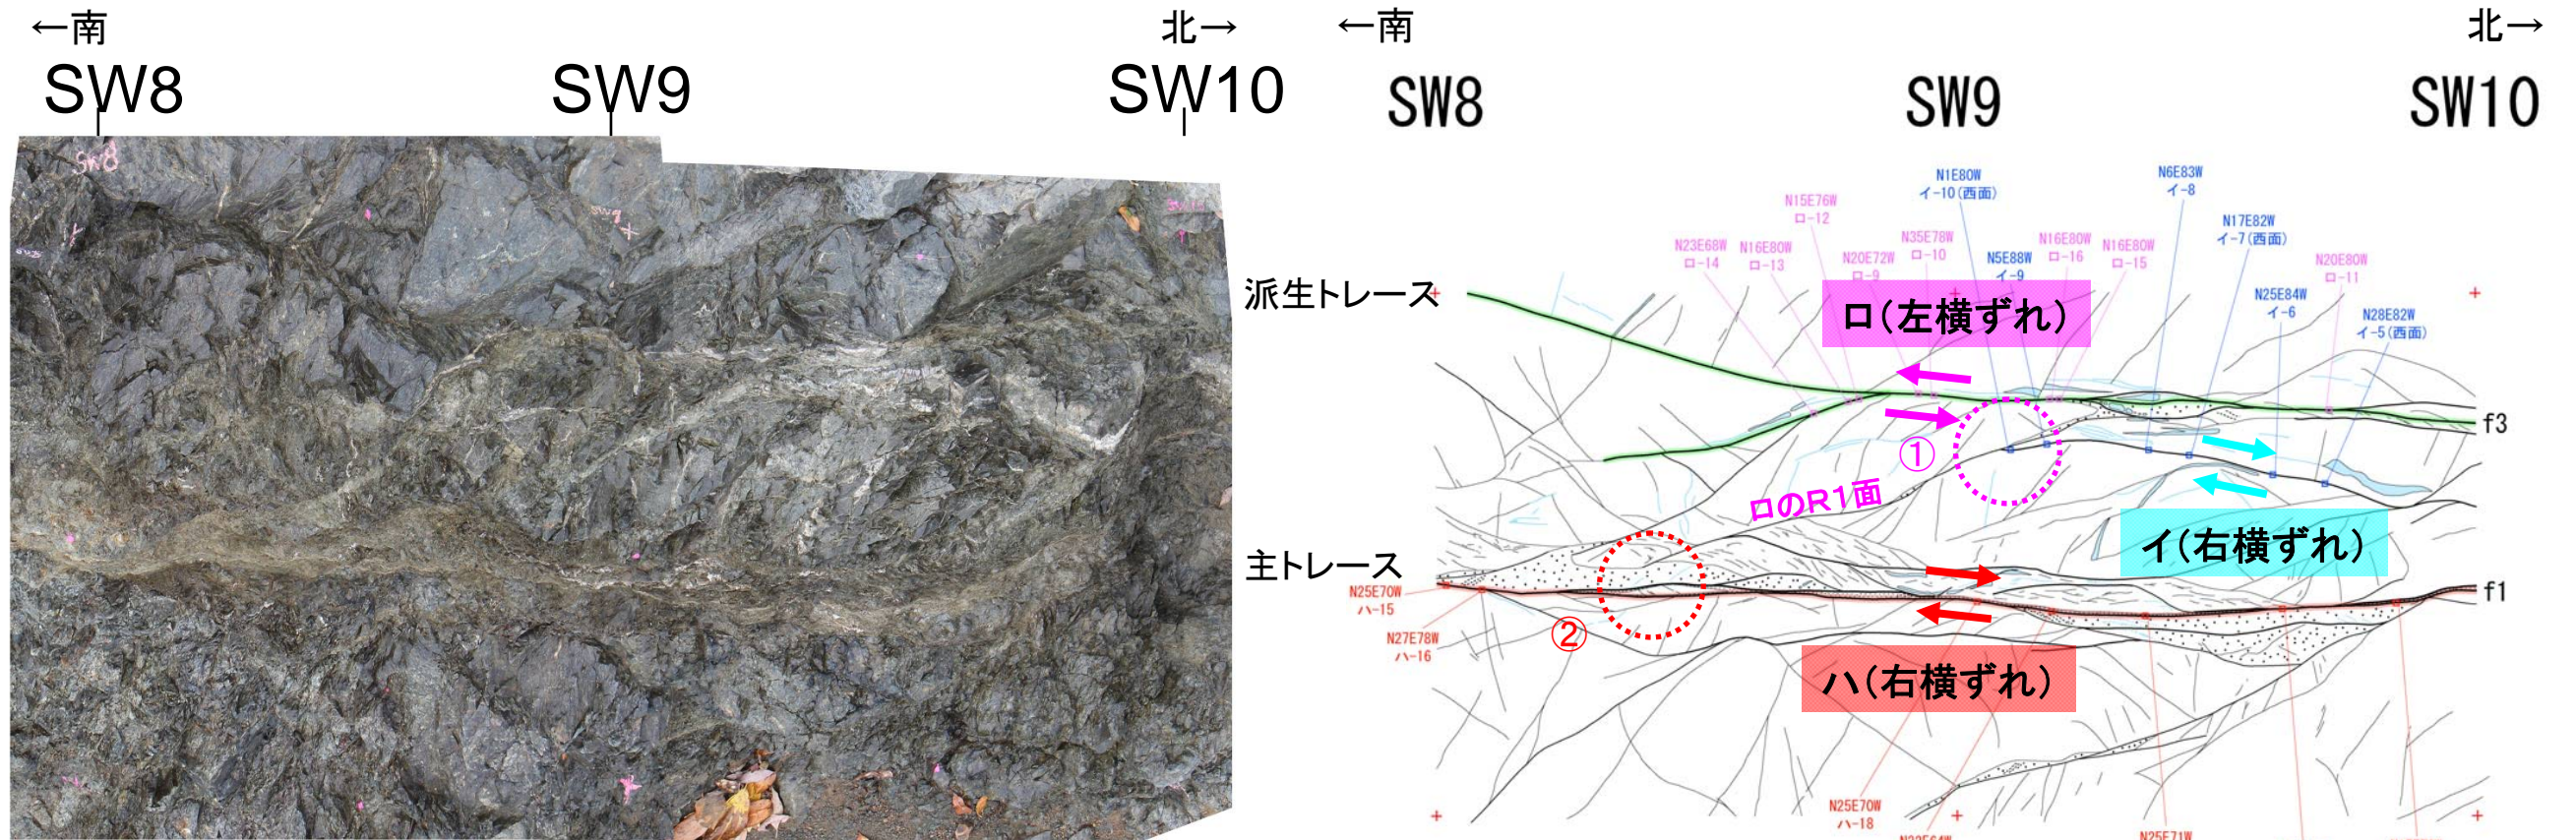 ←南
北→
←南
北→
SW8
SW9
SW10
SW8
SW9
SW10
SW8
SW9
N1E80W
イ-10(西面)
N6E83W
イ-8
N15E76W
ロ-12
N17E82W
イ-7(西面)
N23E68W
ロ-14
N16E80W
ロ-13
N20E72W
ロ-9
N35E78W
ロ-10
N5E88W
イ-9
N16E80W
ロ-16
N16E80W
ロ-15
N20E80W
ロ-11
N25E84W
イ-6
N28E82W
イ-5(西面)
派生トレース
ロ(左横ずれ)
f3
①
ロのR1面
イ(右横ずれ)
主トレース
f1
N25E70W
ハ-15
N27E78W
ハ-16
②
ハ(右横ずれ)
N25E70W
ハ-18
N25E71W